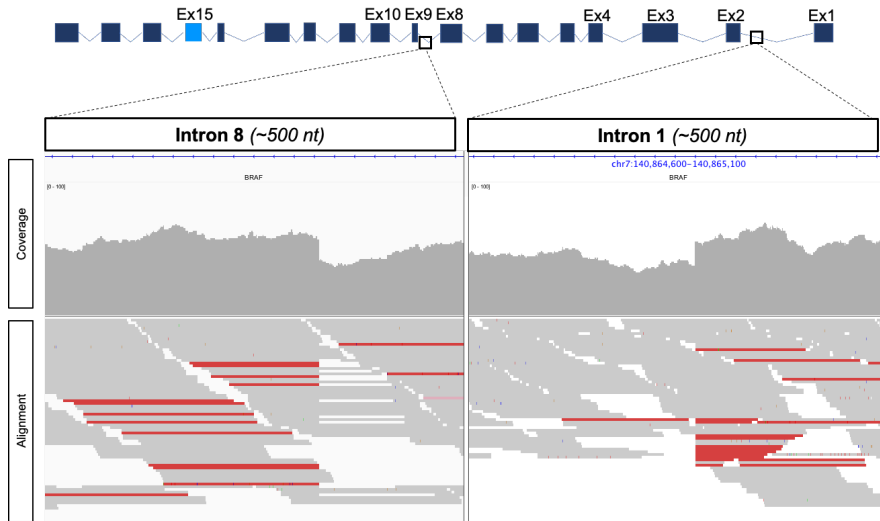 Ex15 Ex10 Ex9 Ex8 Ex4 Ex3 Ex2 Ex1
Intron 8 (~500 nt)
Intron 1 (~500 nt)
chr7:140,864,600-140,865,100
BRAF
BRAF
[0 - 100]
[0 - 100]
Coverage
Alignment